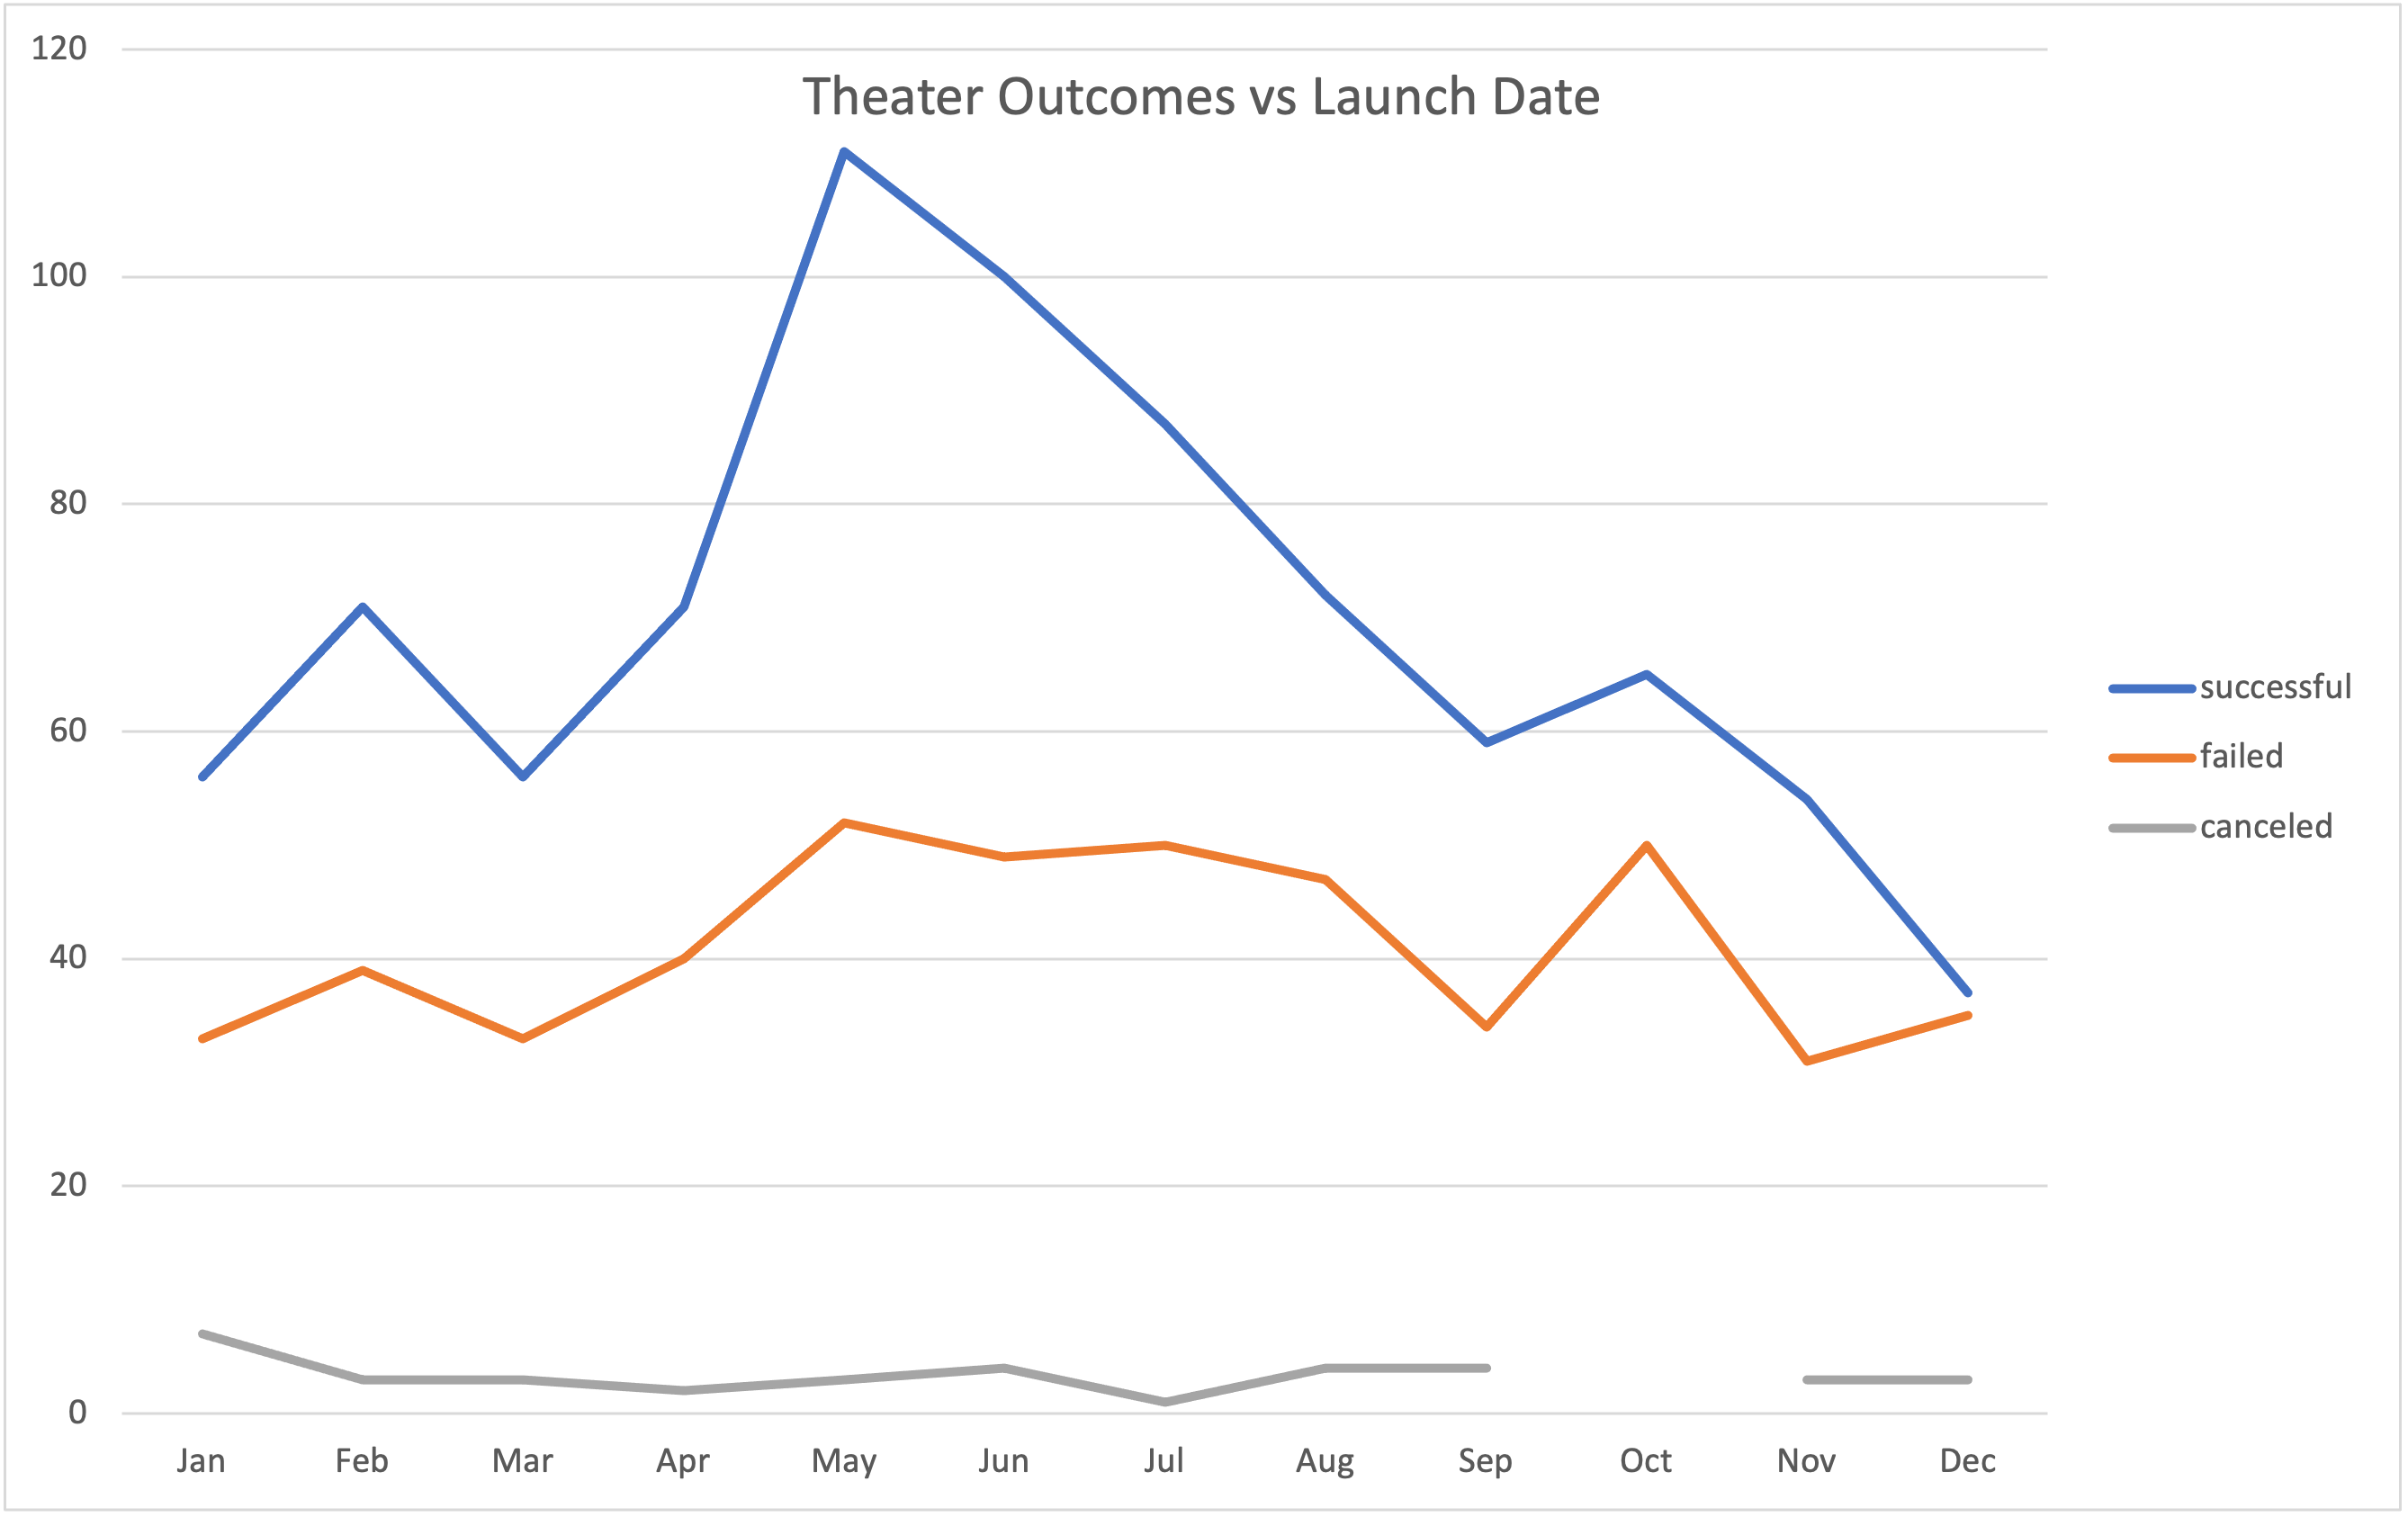 Theater Outcomes vs Launch Date
120
100
80
60
40
20
0
Jan Feb Mar Apr May Jun Jul Aug Sep Oct Nov Dec
successful
failed
canceled